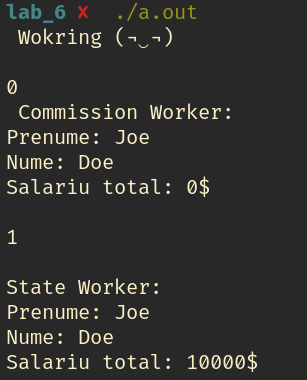 lab_6 ✗ ./a.out
Wokring (¬‿¬)
0
Commission Worker:
Prenume: Joe
Nume: Doe
Salariu total: 0$
1
State Worker:
Prenume: Joe
Nume: Doe
Salariu total: 10000$